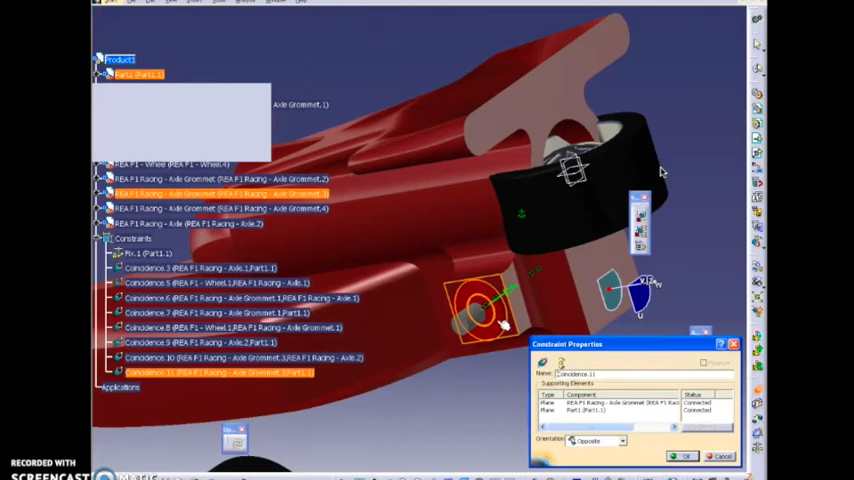 Product1
Part1 (Part1.1)
Axle Grommet.1)
REA F1 - Wheel (REA F1 - Wheel.4)
REA F1 Racing - Axle Grommet (REA F1 Racing - Axle Grommet.2)
REA F1 Racing - Axle Grommet (REA F1 Racing - Axle Grommet.3)
REA F1 Racing - Axle Grommet (REA F1 Racing - Axle Grommet.4)
REA F1 Racing - Axle (REA F1 Racing - Axle.2)
Constraints
Fix.1 (Part1.1)
Coincidence.3 (REA F1 Racing - Axle.1,Part1.1)
Coincidence.5 (REA F1 - Wheel.1,REA F1 Racing - Axle.1)
Coincidence.6 (REA F1 Racing - Axle Grommet.1,REA F1 Racing - Axle.1)
Coincidence.7 (REA F1 Racing - Axle Grommet.1,Part1.1)
Coincidence.8 (REA F1 - Wheel.1,REA F1 Racing - Axle Grommet.1)
Coincidence.9 (REA F1 Racing - Axle.2,Part1.1)
Coincidence.10 (REA F1 Racing - Axle Grommet.3,REA F1 Racing - Axle.2)
Coincidence.11 (REA F1 Racing - Axle Grommet.3,Part1.1)
Applications
Constraint Properties
Measure
Name: Coincidence.11
Supporting Elements
Type Component Status
Plane REA F1 Racing - Axle Grommet (REA F1 Rac Connected
Plane Part1 (Part1.1) Connected
Orientation Opposite
OK Cancel
RECORDED WITH
SCREENCAST MATIC